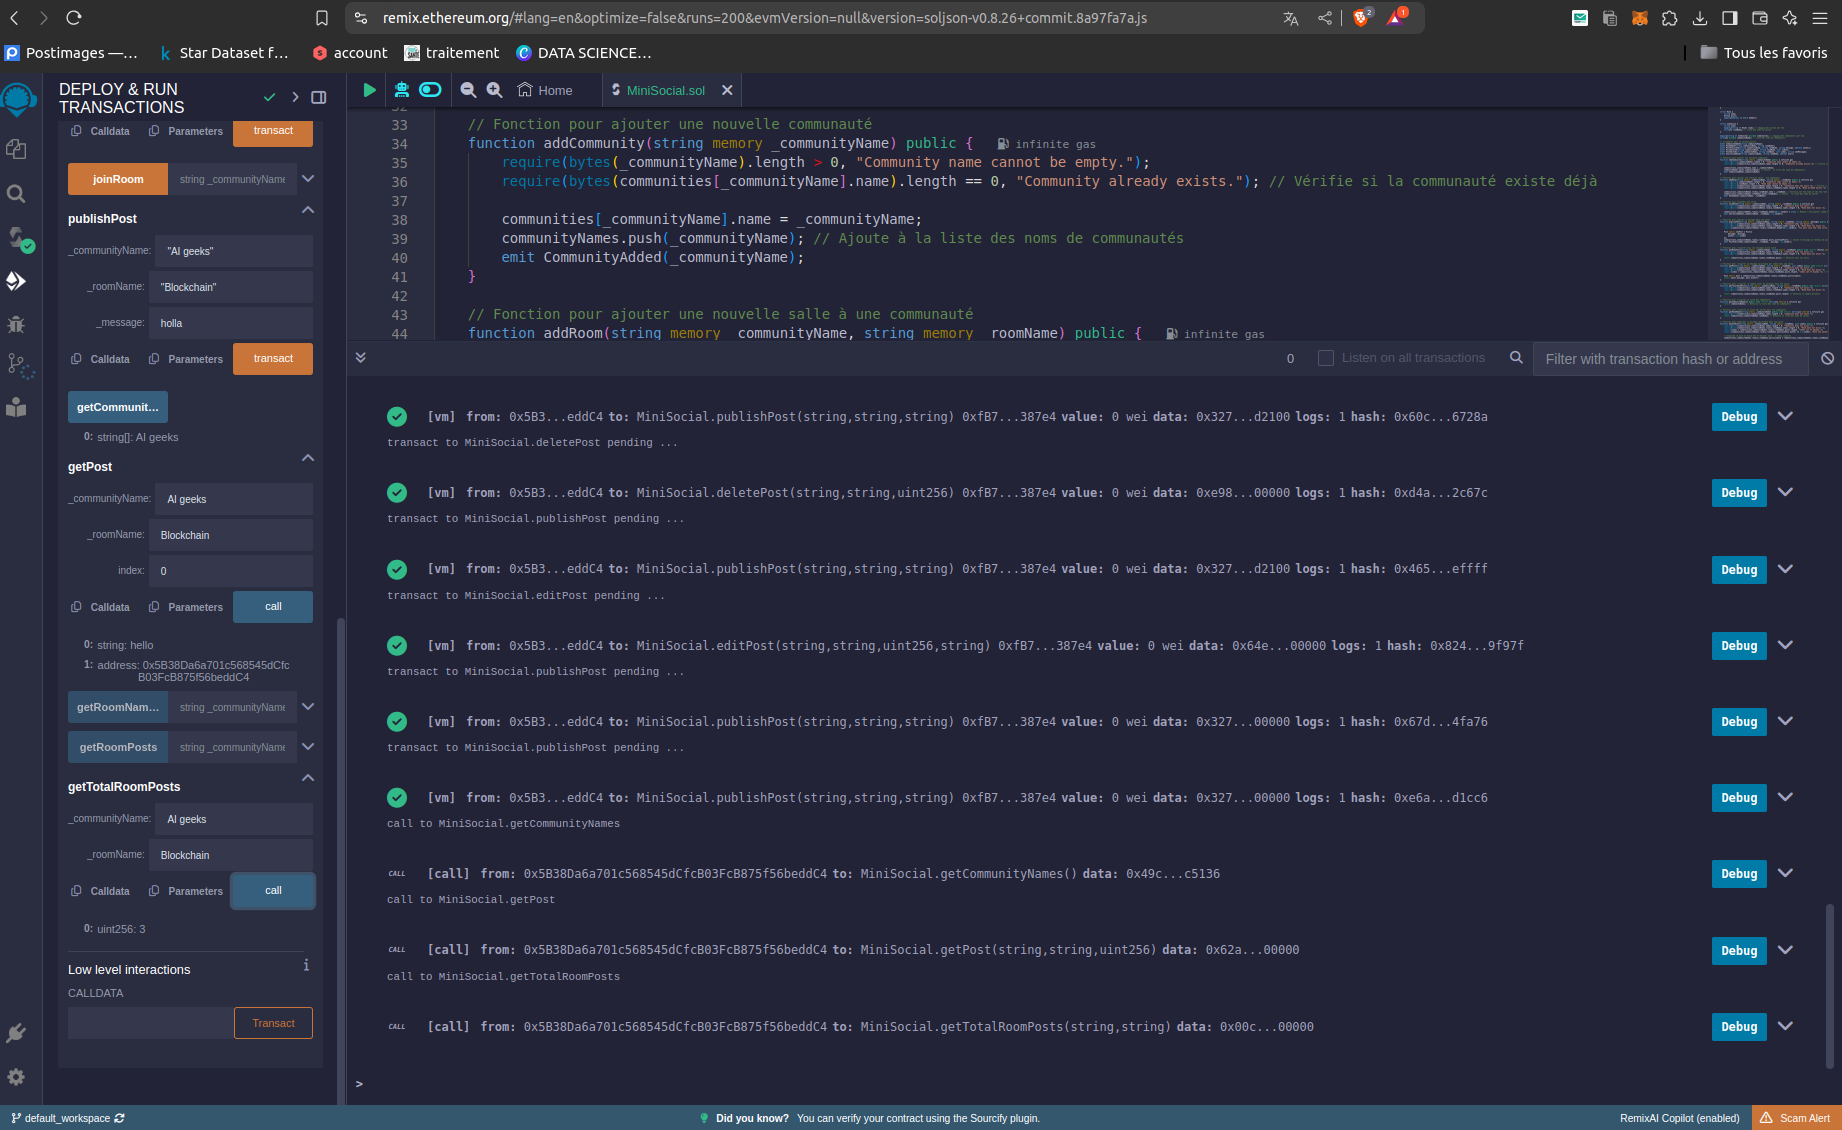 remix.ethereum.org/#lang=en&optimize=false&runs=200&evmVersion=null&version=soljson-v0.8.26+commit.8a97fa7a.js
2
1
Postimages —...
Star Dataset f...
account
traitement
DATA SCIENCE...
Tous les favoris
DEPLOY & RUN
TRANSACTIONS
Calldata Parameters transact
joinRoom string _communityName
publishPost
_communityName: "AI geeks"
_roomName: "Blockchain"
_message: holla
Calldata Parameters transact
getCommunit...
0: string[]: AI geeks
getPost
_communityName: AI geeks
_roomName: Blockchain
index: 0
Calldata Parameters call
0: string: hello
1: address: 0x5B38Da6a701c568545dCfc
B03FcB875f56beddC4
getRoomNam... string _communityName
getRoomPosts string _communityName
getTotalRoomPosts
_communityName: AI geeks
_roomName: Blockchain
Calldata Parameters call
0: uint256: 3
Low level interactions i
CALLDATA
Transact
Home
MiniSocial.sol
32
33 // Fonction pour ajouter une nouvelle communauté
34 function addCommunity(string memory _communityName) public { infinite gas
35 require(bytes(_communityName).length > 0, "Community name cannot be empty.");
36 require(bytes(communities[_communityName].name).length == 0, "Community already exists."); // Vérifie si la communauté existe déjà
37
38 communities[_communityName].name = _communityName;
39 communityNames.push(_communityName); // Ajoute à la liste des noms de communautés
40 emit CommunityAdded(_communityName);
41 }
42
43 // Fonction pour ajouter une nouvelle salle à une communauté
44 function addRoom(string memory _communityName, string memory _roomName) public { infinite gas
0 Listen on all transactions Filter with transaction hash or address
[vm] from: 0x5B3...eddC4 to: MiniSocial.publishPost(string,string,string) 0xfB7...387e4 value: 0 wei data: 0x327...d2100 logs: 1 hash: 0x60c...6728a Debug
transact to MiniSocial.deletePost pending ...
[vm] from: 0x5B3...eddC4 to: MiniSocial.deletePost(string,string,uint256) 0xfB7...387e4 value: 0 wei data: 0xe98...00000 logs: 1 hash: 0xd4a...2c67c Debug
transact to MiniSocial.publishPost pending ...
[vm] from: 0x5B3...eddC4 to: MiniSocial.publishPost(string,string,string) 0xfB7...387e4 value: 0 wei data: 0x327...d2100 logs: 1 hash: 0x465...effff Debug
transact to MiniSocial.editPost pending ...
[vm] from: 0x5B3...eddC4 to: MiniSocial.editPost(string,string,uint256,string) 0xfB7...387e4 value: 0 wei data: 0x64e...00000 logs: 1 hash: 0x824...9f97f Debug
transact to MiniSocial.publishPost pending ...
[vm] from: 0x5B3...eddC4 to: MiniSocial.publishPost(string,string,string) 0xfB7...387e4 value: 0 wei data: 0x327...00000 logs: 1 hash: 0x67d...4fa76 Debug
transact to MiniSocial.publishPost pending ...
[vm] from: 0x5B3...eddC4 to: MiniSocial.publishPost(string,string,string) 0xfB7...387e4 value: 0 wei data: 0x327...00000 logs: 1 hash: 0xe6a...d1cc6 Debug
call to MiniSocial.getCommunityNames
CALL [call] from: 0x5B38Da6a701c568545dCfcB03FcB875f56beddC4 to: MiniSocial.getCommunityNames() data: 0x49c...c5136 Debug
call to MiniSocial.getPost
CALL [call] from: 0x5B38Da6a701c568545dCfcB03FcB875f56beddC4 to: MiniSocial.getPost(string,string,uint256) data: 0x62a...00000 Debug
call to MiniSocial.getTotalRoomPosts
CALL [call] from: 0x5B38Da6a701c568545dCfcB03FcB875f56beddC4 to: MiniSocial.getTotalRoomPosts(string,string) data: 0x00c...00000 Debug
>
default_workspace
Did you know? You can verify your contract using the Sourcify plugin.
RemixAI Copilot (enabled)
Scam Alert